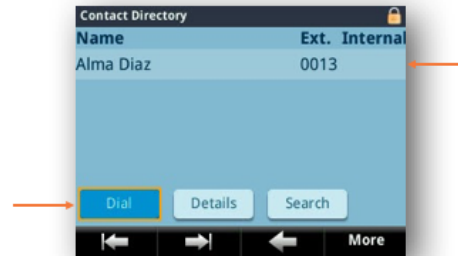 Contact Directory
Name Ext. Internal
Alma Diaz 0013
Dial Details Search
More